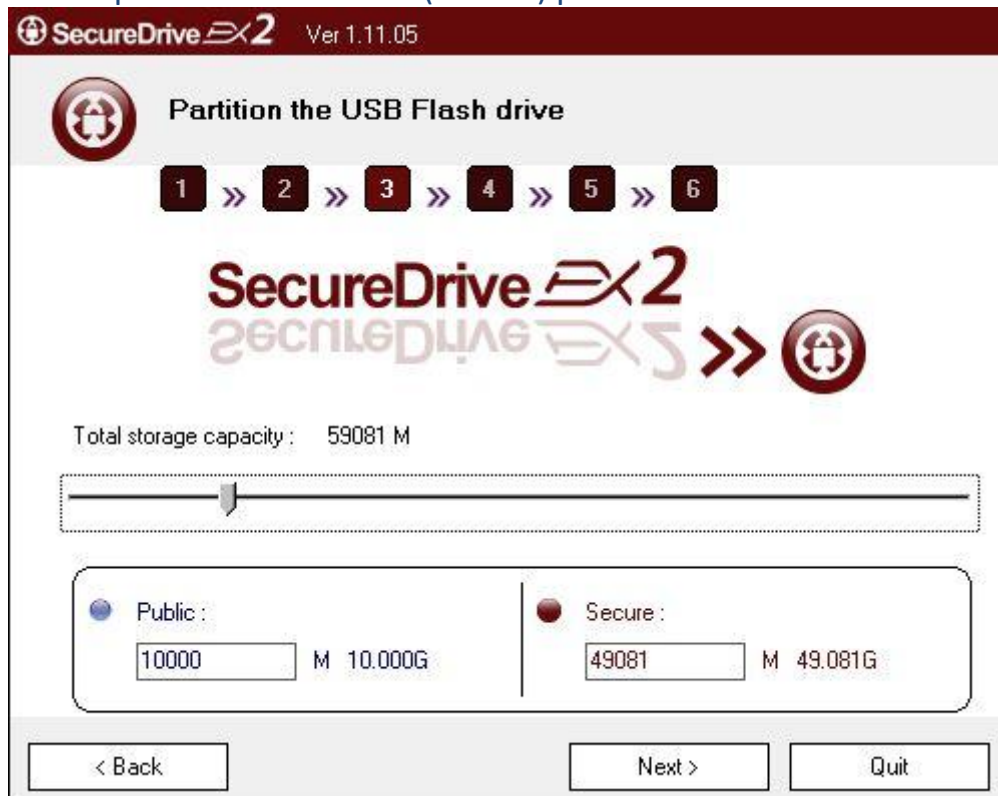 SecureDrive EX2 Ver 1.11.05
Partition the USB Flash drive
1 » 2 » 3 » 4 » 5 » 6
SecureDrive EX2 »
Total storage capacity : 59081 M
Public : Secure :
10000 M 10.000G 49081 M 49.081G
< Back Next > Quit